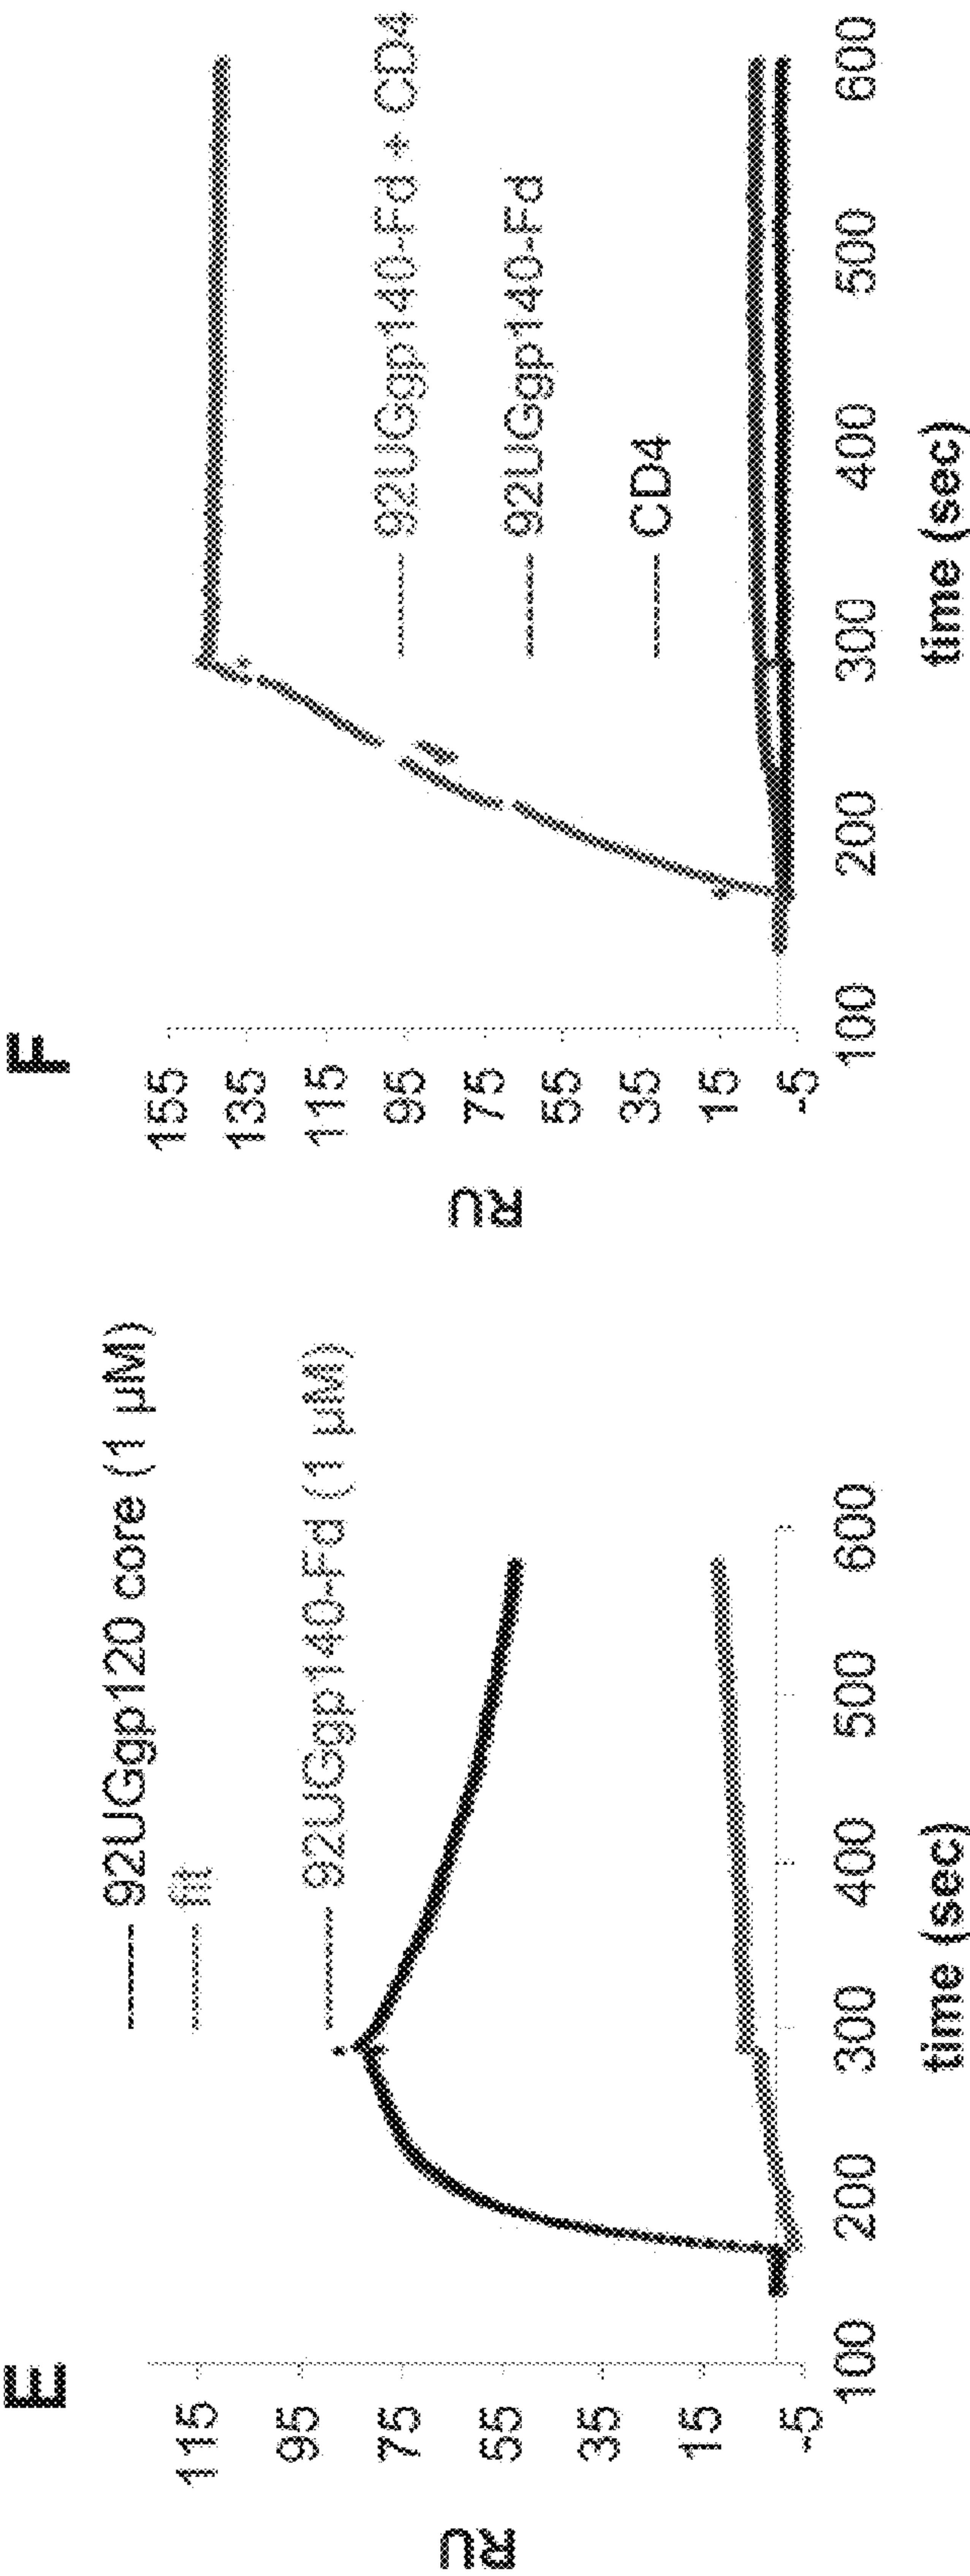 E
92UGgp120 core (1 μM)
fit
92UGgp140-Fd (1 μM)
RU
115
95
75
55
35
15
-5
100 200 300 400 500 600
time (sec)
F
92UGgp140-Fd + CD4
92UGgp140-Fd
CD4
RU
155
135
115
95
75
55
35
15
-5
100 200 300 400 500 600
time (sec)